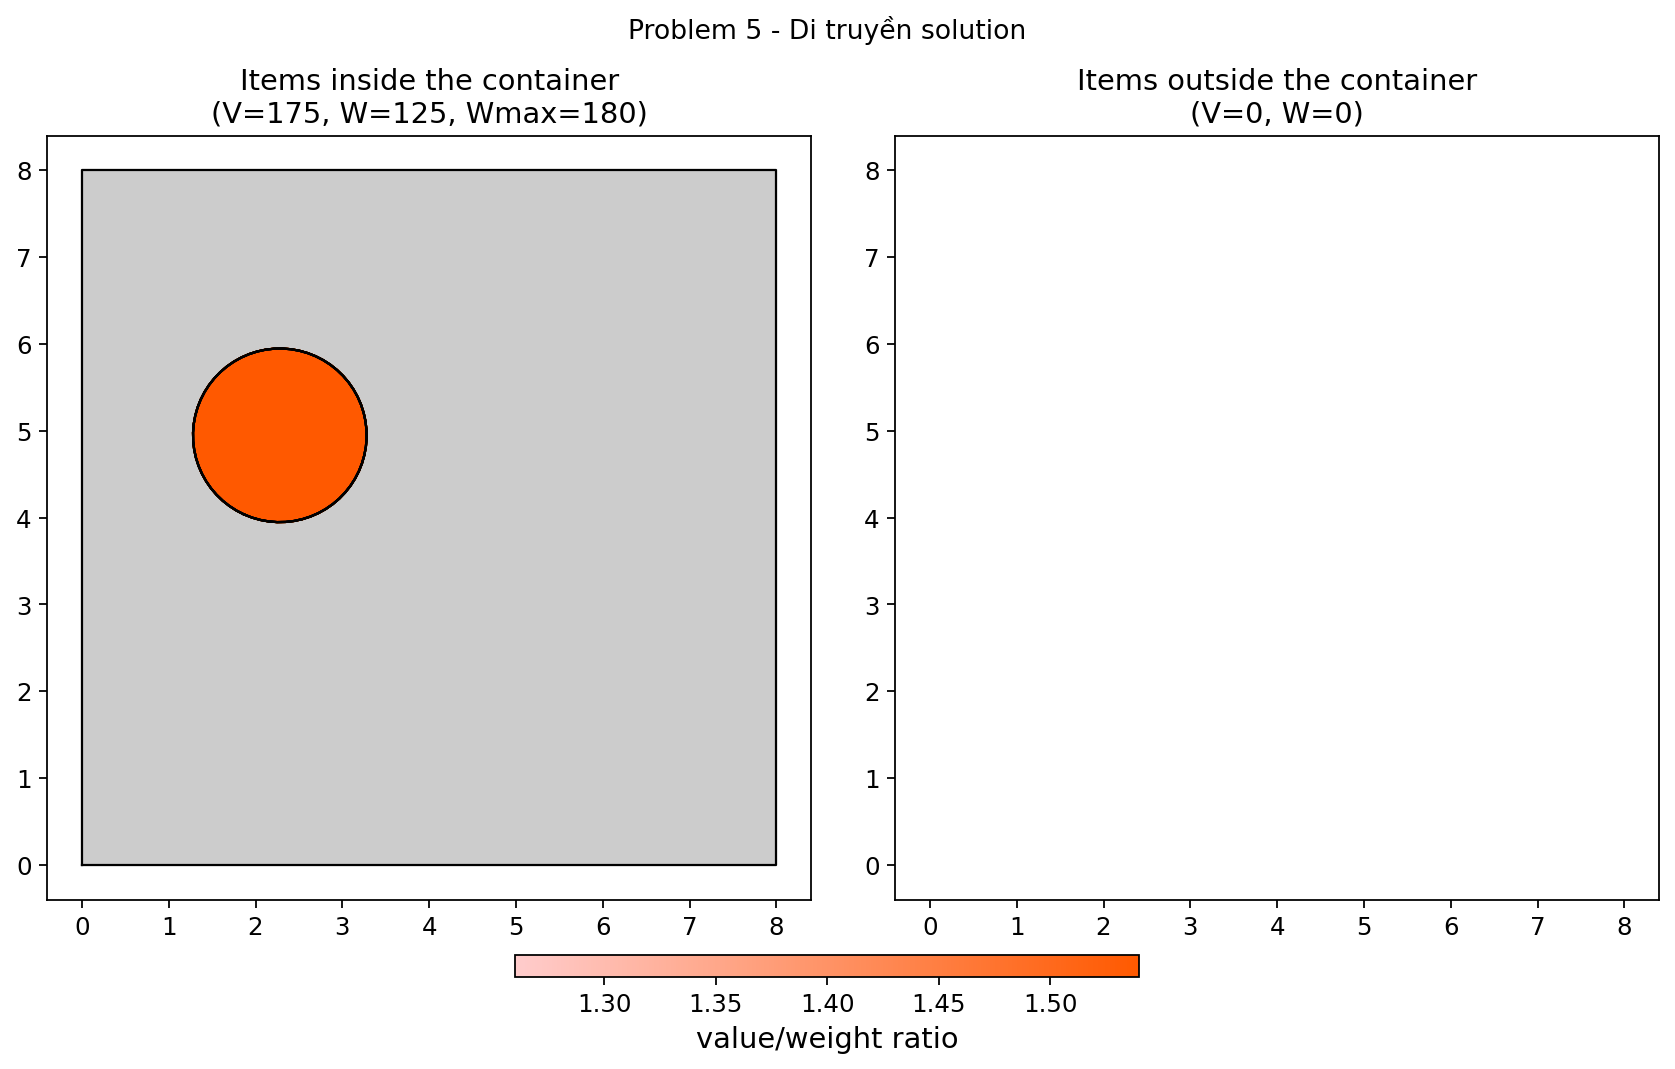 Problem 5 - Di truyền solution
Items inside the container
(V=175, W=125, Wmax=180)
8
7
6
5
4
3
2
1
0
0 1 2 3 4 5 6 7 8
Items outside the container
(V=0, W=0)
8
7
6
5
4
3
2
1
0
0 1 2 3 4 5 6 7 8
1.30 1.35 1.40 1.45 1.50
value/weight ratio